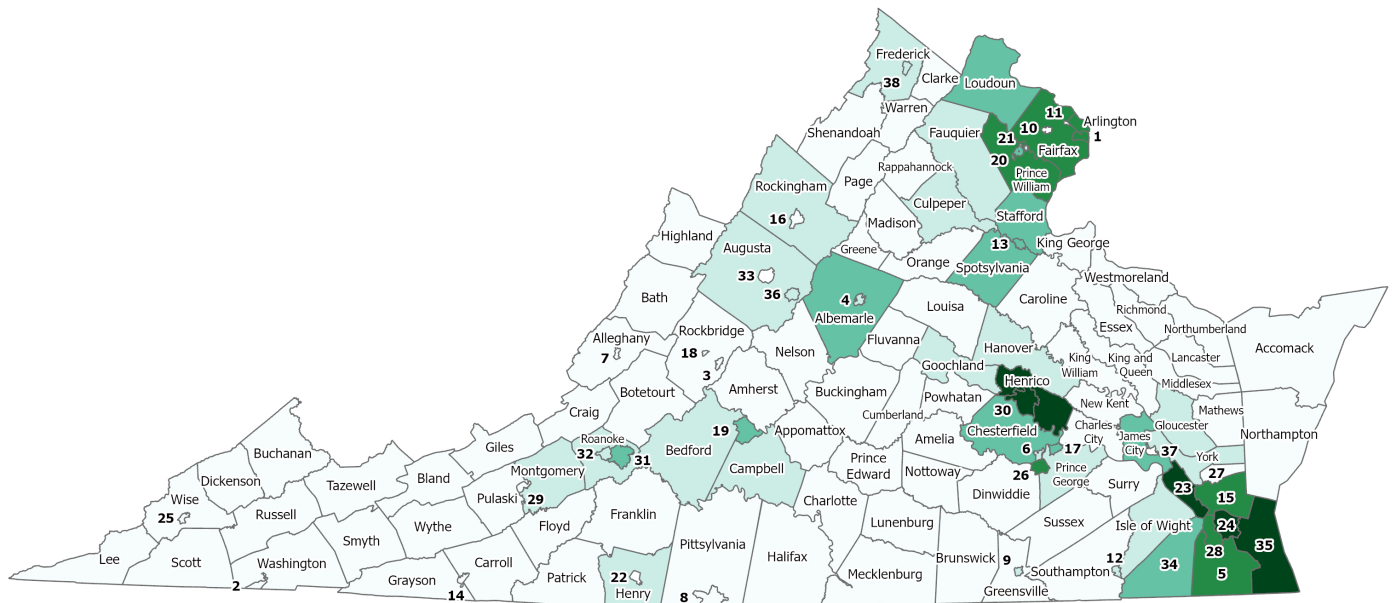 Frederick
38
Clarke
Loudoun
Warren
Shenandoah
Fauquier
11
Arlington
1
10
21
Fairfax
20
Prince
William
Rappahannock
Page
Rockingham
Culpeper
16
Madison
Stafford
Highland
Augusta
Greene
13
King George
Orange
33
Spotsylvania
Westmoreland
36
Bath
4
Albemarle
Louisa
Caroline
Richmond
Essex
Northumberland
Rockbridge
Alleghany
7
18
3
Nelson
Fluvanna
Hanover
King
William
King and
Queen
Lancaster
Accomack
Goochland
Middlesex
Henrico
Botetourt
Amherst
Buckingham
Powhatan
New Kent
Craig
Cumberland
30
Mathews
Gloucester
Charles
City
James
City
Northampton
Chesterfield
Amelia
Appomattox
19
Roanoke
32
31
Giles
Bedford
6
17
37
York
Buchanan
Campbell
Prince
Edward
26
Prince
George
27
Nottoway
Montgomery
Bland
Tazewell
Dickenson
Surry
23
Dinwiddie
Pulaski
29
Wise
15
Charlotte
25
Russell
Wythe
Floyd
Franklin
Lunenburg
Sussex
Isle of Wight
24
Smyth
Pittsylvania
35
28
Lee
Scott
Washington
Carroll
Halifax
Brunswick
9
12
34
Southampton
5
Mecklenburg
Grayson
Patrick
22
Henry
2
14
8
Greensville